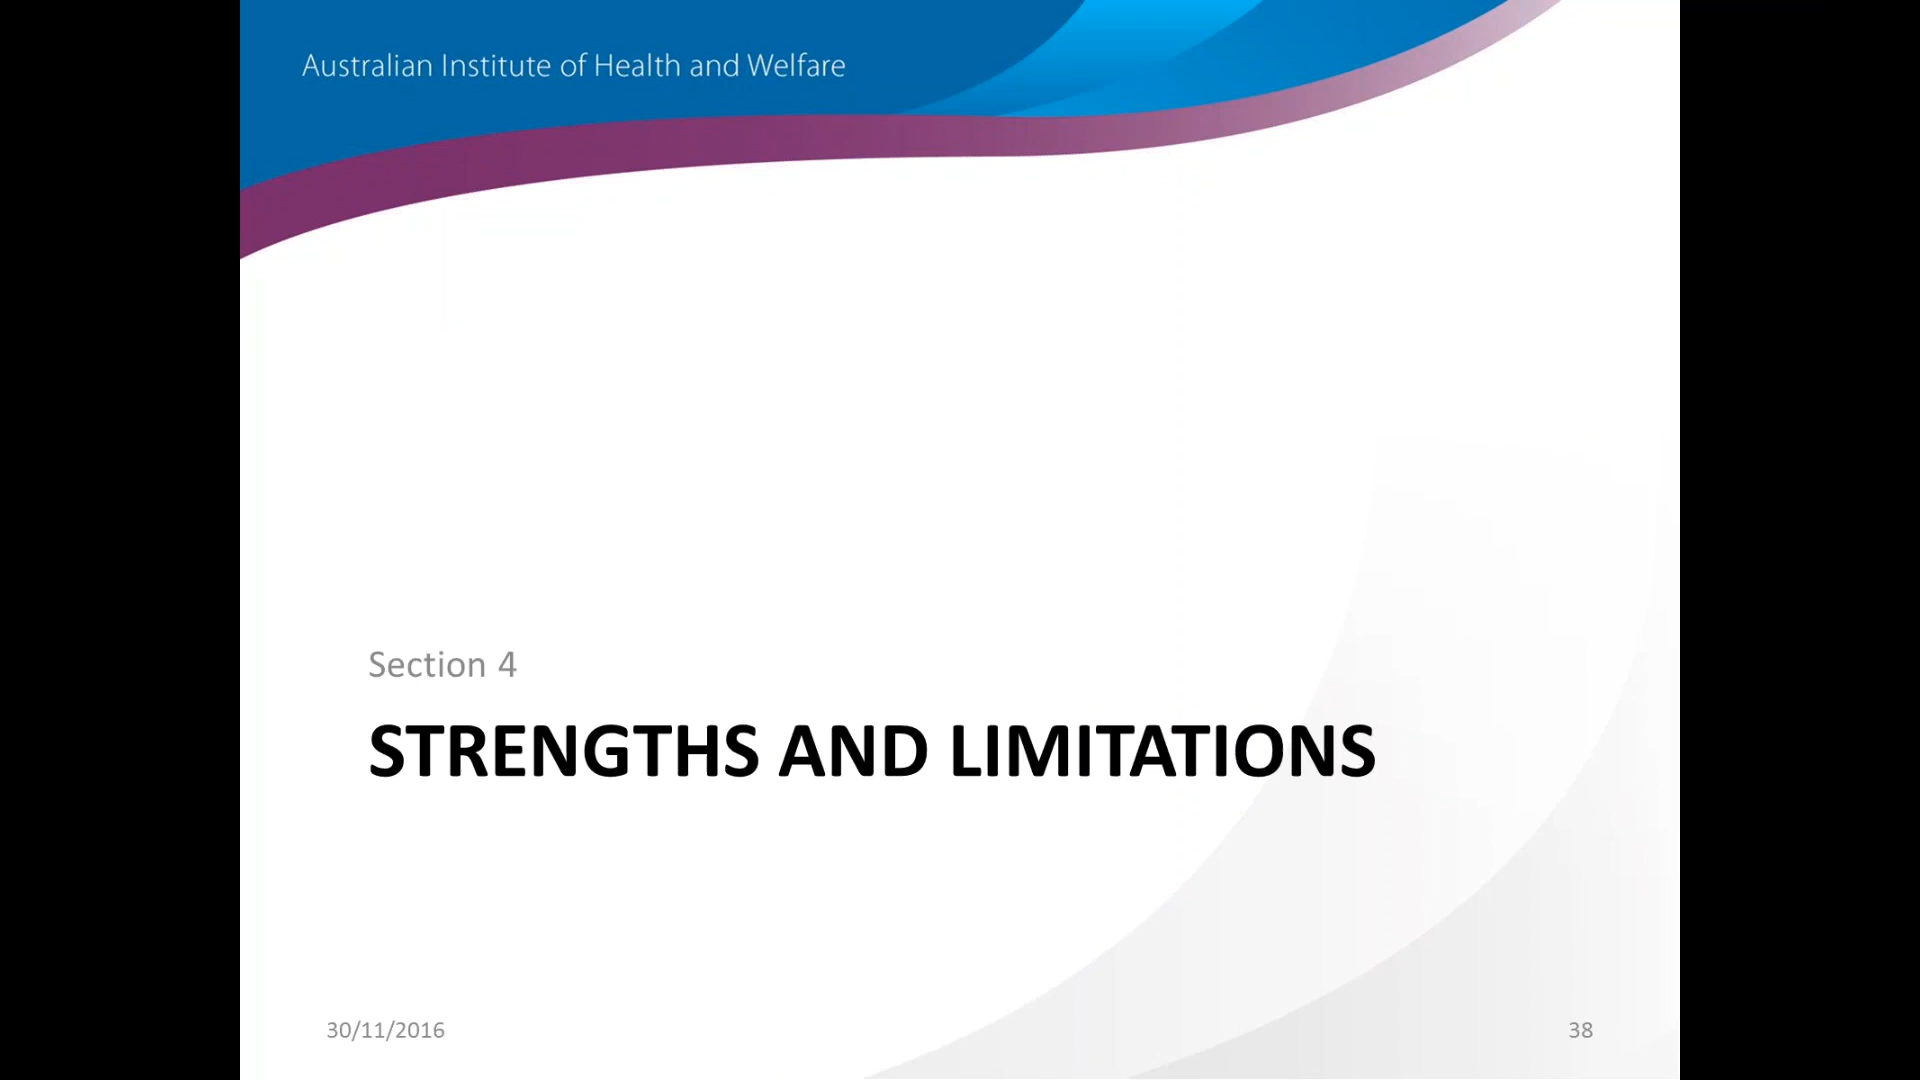 Australian Institute of Health and Welfare
Section 4
STRENGTHS AND LIMITATIONS
30/11/2016
38